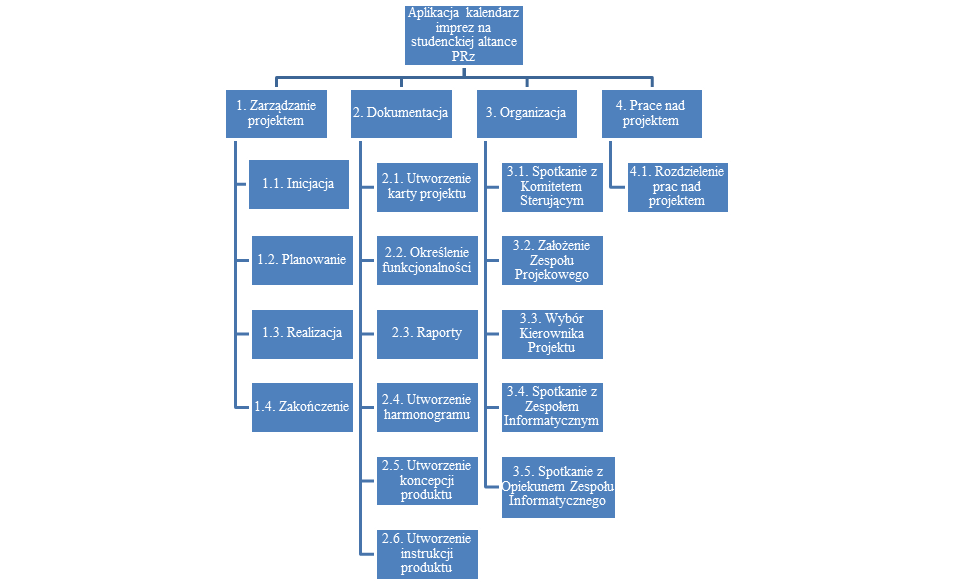 Aplikacja kalendarz
imprez na
studenckiej altance
PRz
1. Zarządzanie
projektem
1.1. Inicjacja
1.2. Planowanie
1.3. Realizacja
1.4. Zakończenie
2. Dokumentacja
2.1. Utworzenie
karty projektu
2.2. Określenie
funkcjonalności
2.3. Raporty
2.4. Utworzenie
harmonogramu
2.5. Utworzenie
koncepcji
produktu
2.6. Utworzenie
instrukcji
produktu
3. Organizacja
3.1. Spotkanie z
Komitetem
Sterującym
3.2. Założenie
Zespołu
Projekowego
3.3. Wybór
Kierownika
Projektu
3.4. Spotkanie z
Zespołem
Informatycznym
3.5. Spotkanie z
Opiekunem Zespołu
Informatycznego
4. Prace nad
projektem
4.1. Rozdzielenie
prac nad
projektem